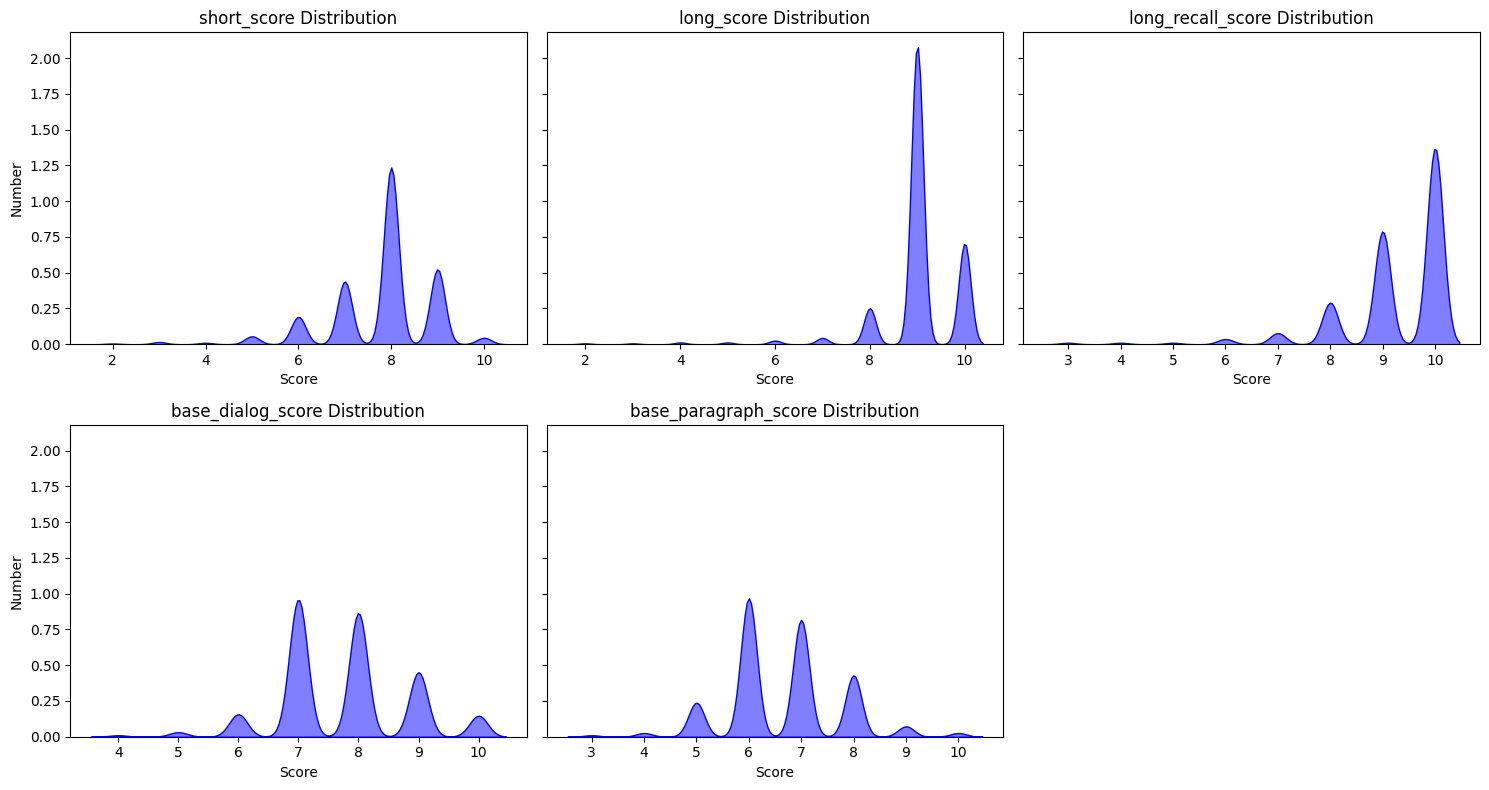 short_score Distribution
long_score Distribution
long_recall_score Distribution
2.00
1.75
1.50
1.25
1.00
0.75
0.50
0.25
0.00
Number
2 4 6 8 10
2 4 6 8 10
3 4 5 6 7 8 9 10
Score
Score
Score
base_dialog_score Distribution
base_paragraph_score Distribution
2.00
1.75
1.50
1.25
1.00
0.75
0.50
0.25
0.00
Number
4 5 6 7 8 9 10
3 4 5 6 7 8 9 10
Score
Score